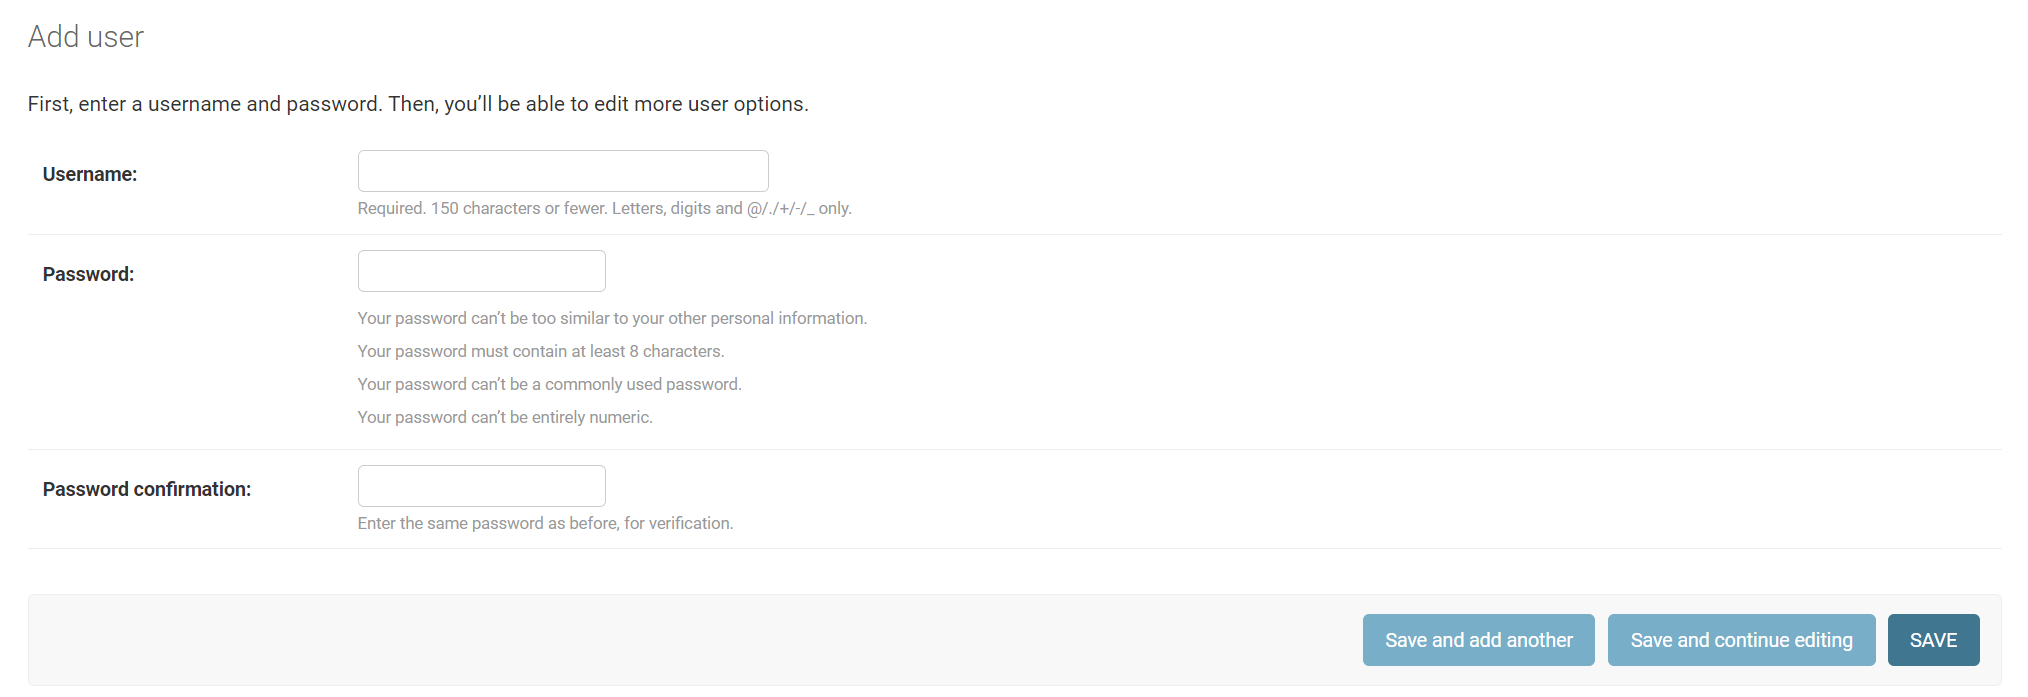 Add user
First, enter a username and password. Then, you’ll be able to edit more user options.
Username:
Required. 150 characters or fewer. Letters, digits and @/./+/-/_ only.
Password:
Your password can’t be too similar to your other personal information.
Your password must contain at least 8 characters.
Your password can’t be a commonly used password.
Your password can’t be entirely numeric.
Password confirmation:
Enter the same password as before, for verification.
Save and add another
Save and continue editing
SAVE